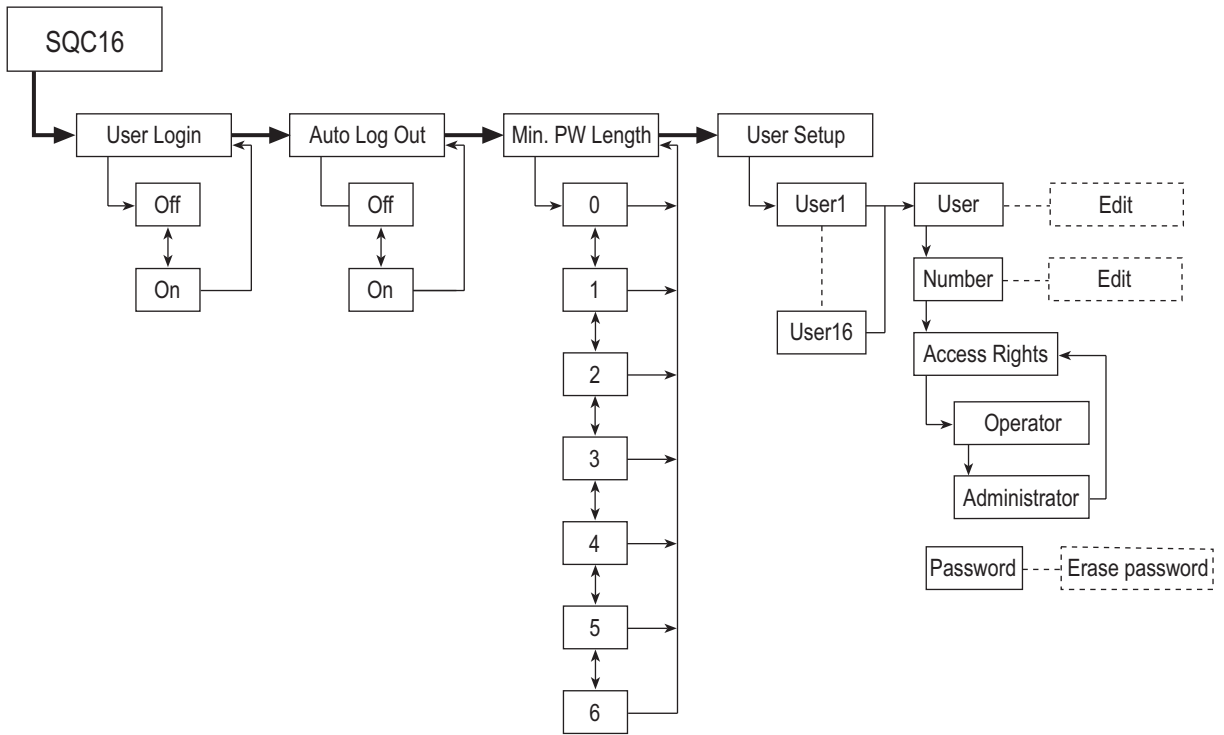 SQC16
User Login
Auto Log Out
Min. PW Length
User Setup
Off
On
Off
On
0
1
2
3
4
5
6
User1
User16
User
Edit
Number
Edit
Access Rights
Operator
Administrator
Password
Erase password